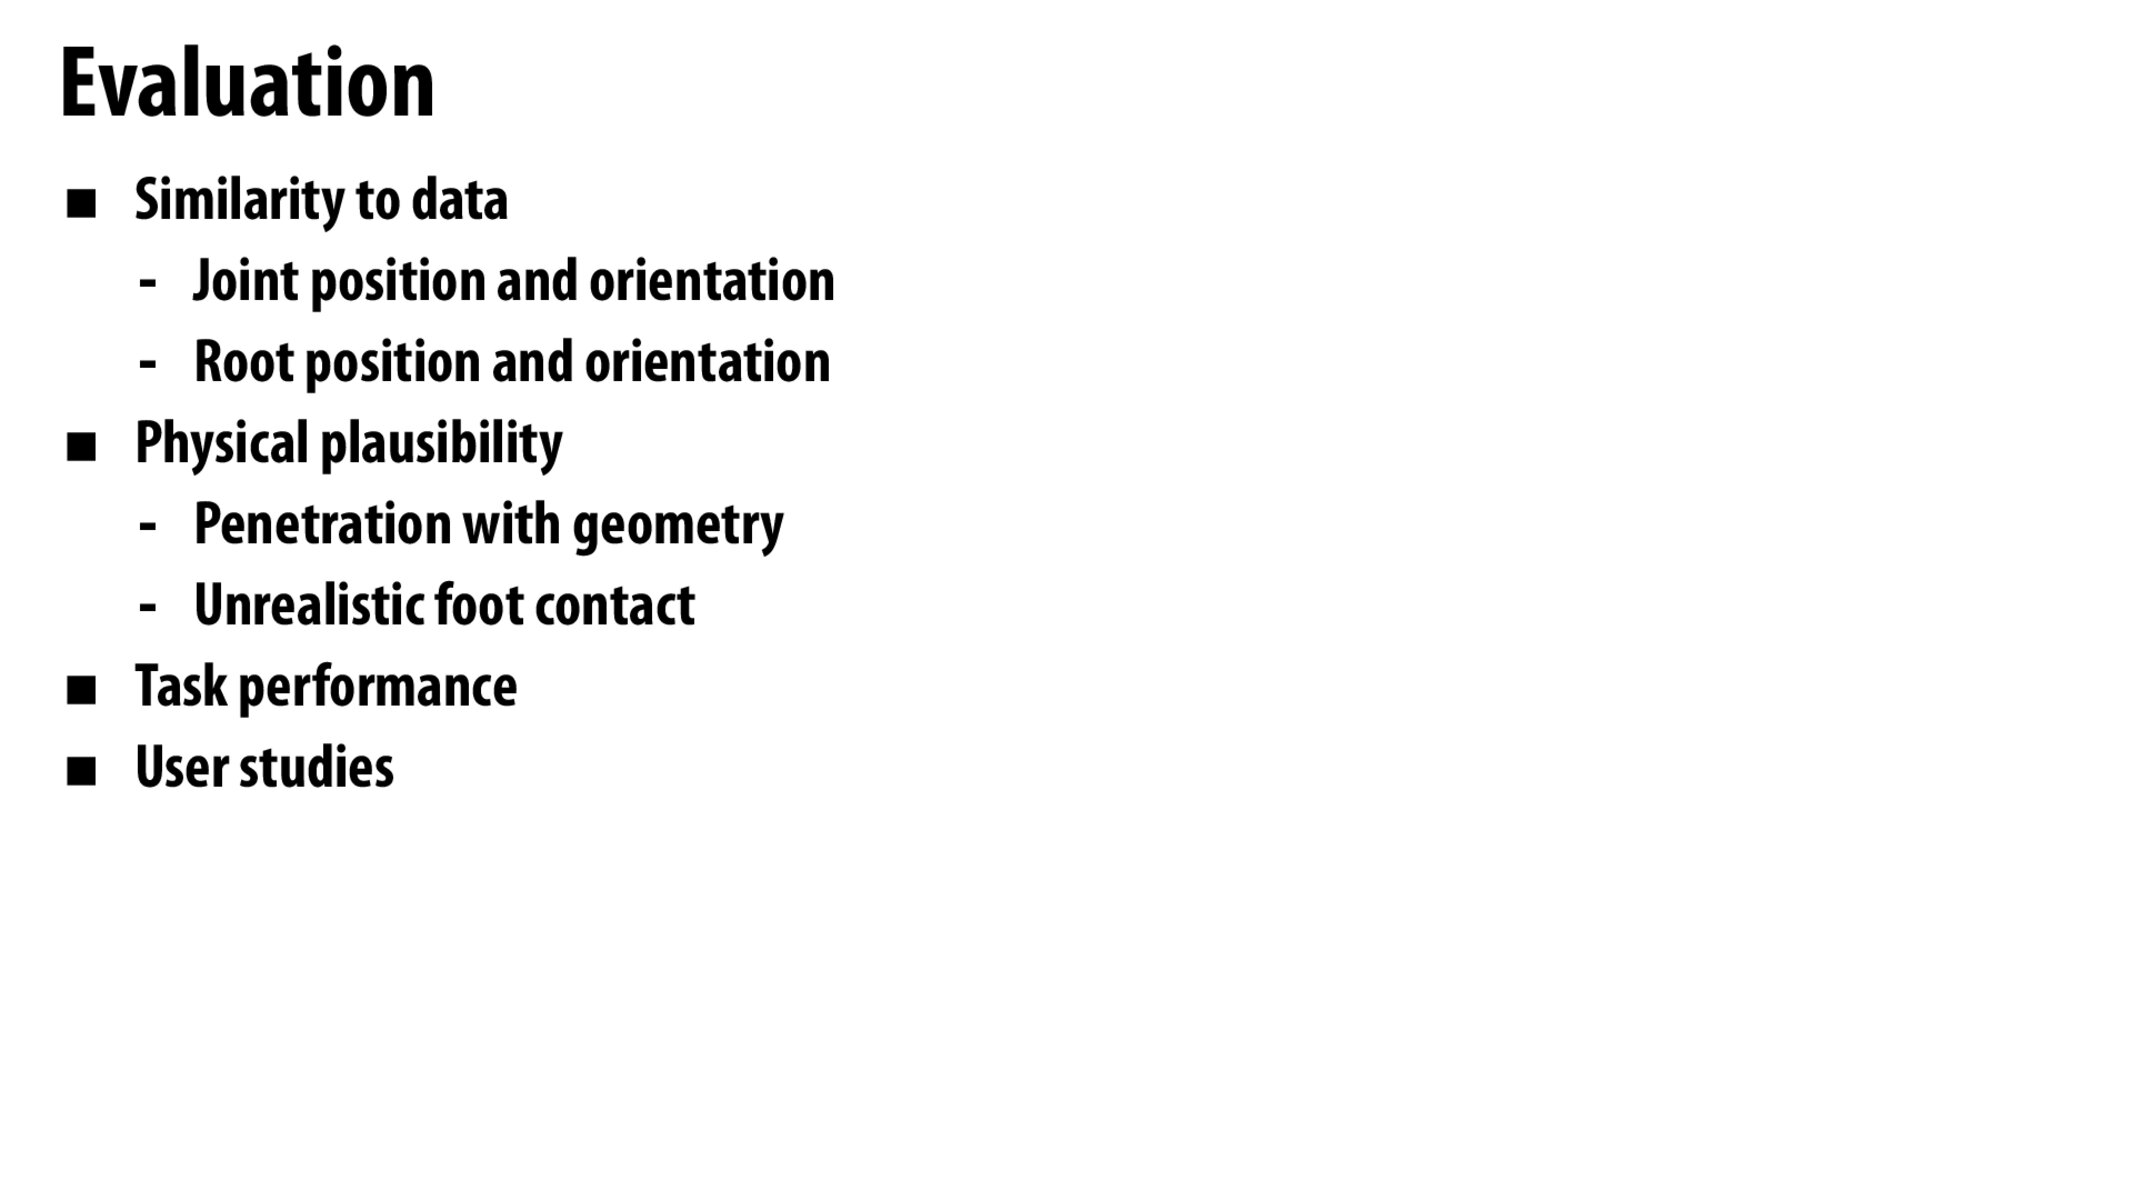 Evaluation
■ Similarity to data
- Joint position and orientation
- Root position and orientation
■ Physical plausibility
- Penetration with geometry
- Unrealistic foot contact
■ Task performance
■ User studies